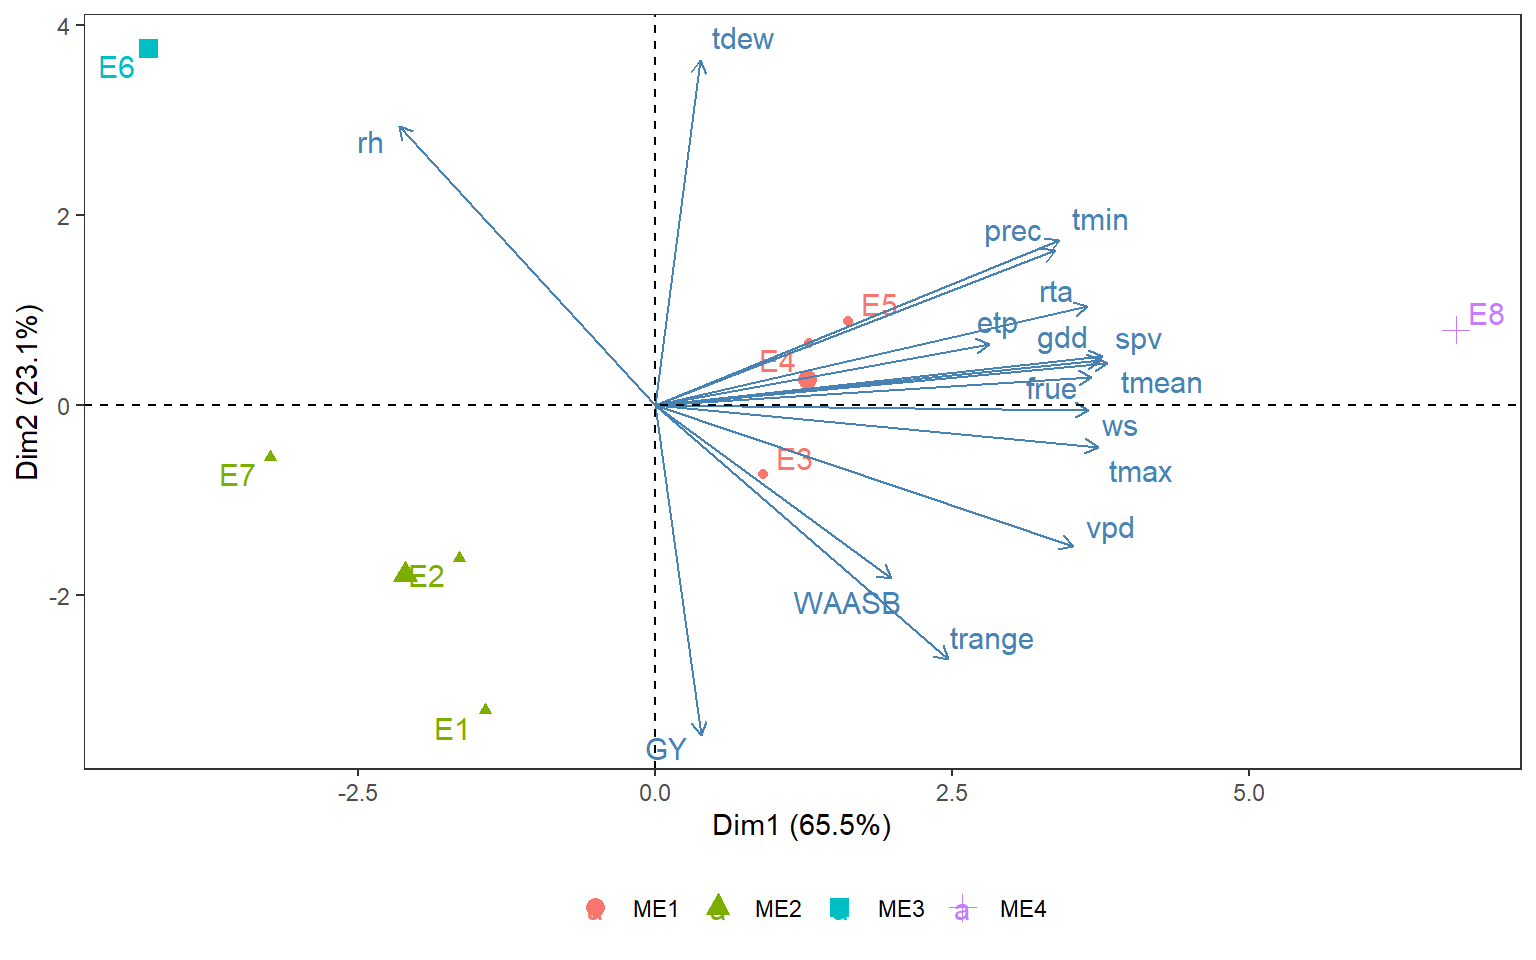 4
tdew
E6
rh
2
tmin
prec
rta
E5
E8
etp
gdd
spv
E4
tmean
frue
0
ws
E3
tmax
E7
vpd
E2
-2
WAASB
trange
E1
GY
-2.5
0.0
2.5
5.0
Dim2 (23.1%)
Dim1 (65.5%)
a ME1 a ME2 a ME3 a ME4